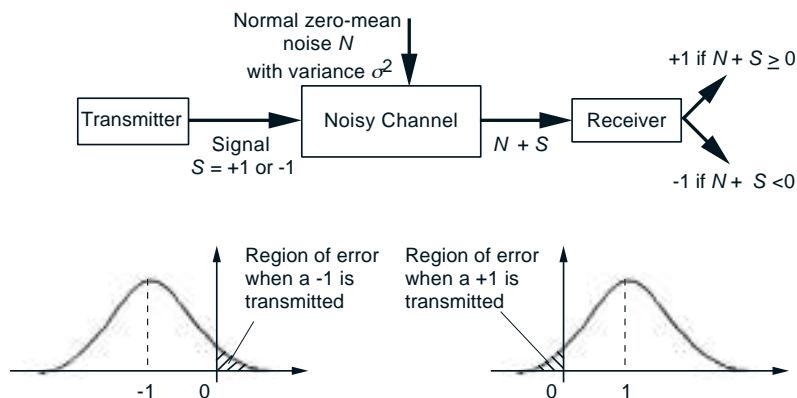 Normal zero-mean
noise N
with variance σ2
+1 if N + S ≥ 0
Transmitter
Noisy Channel
Receiver
Signal
S = +1 or -1
N + S
-1 if N + S <0
Region of error
when a -1 is
transmitted
Region of error
when a +1 is
transmitted
-1
0
0
1